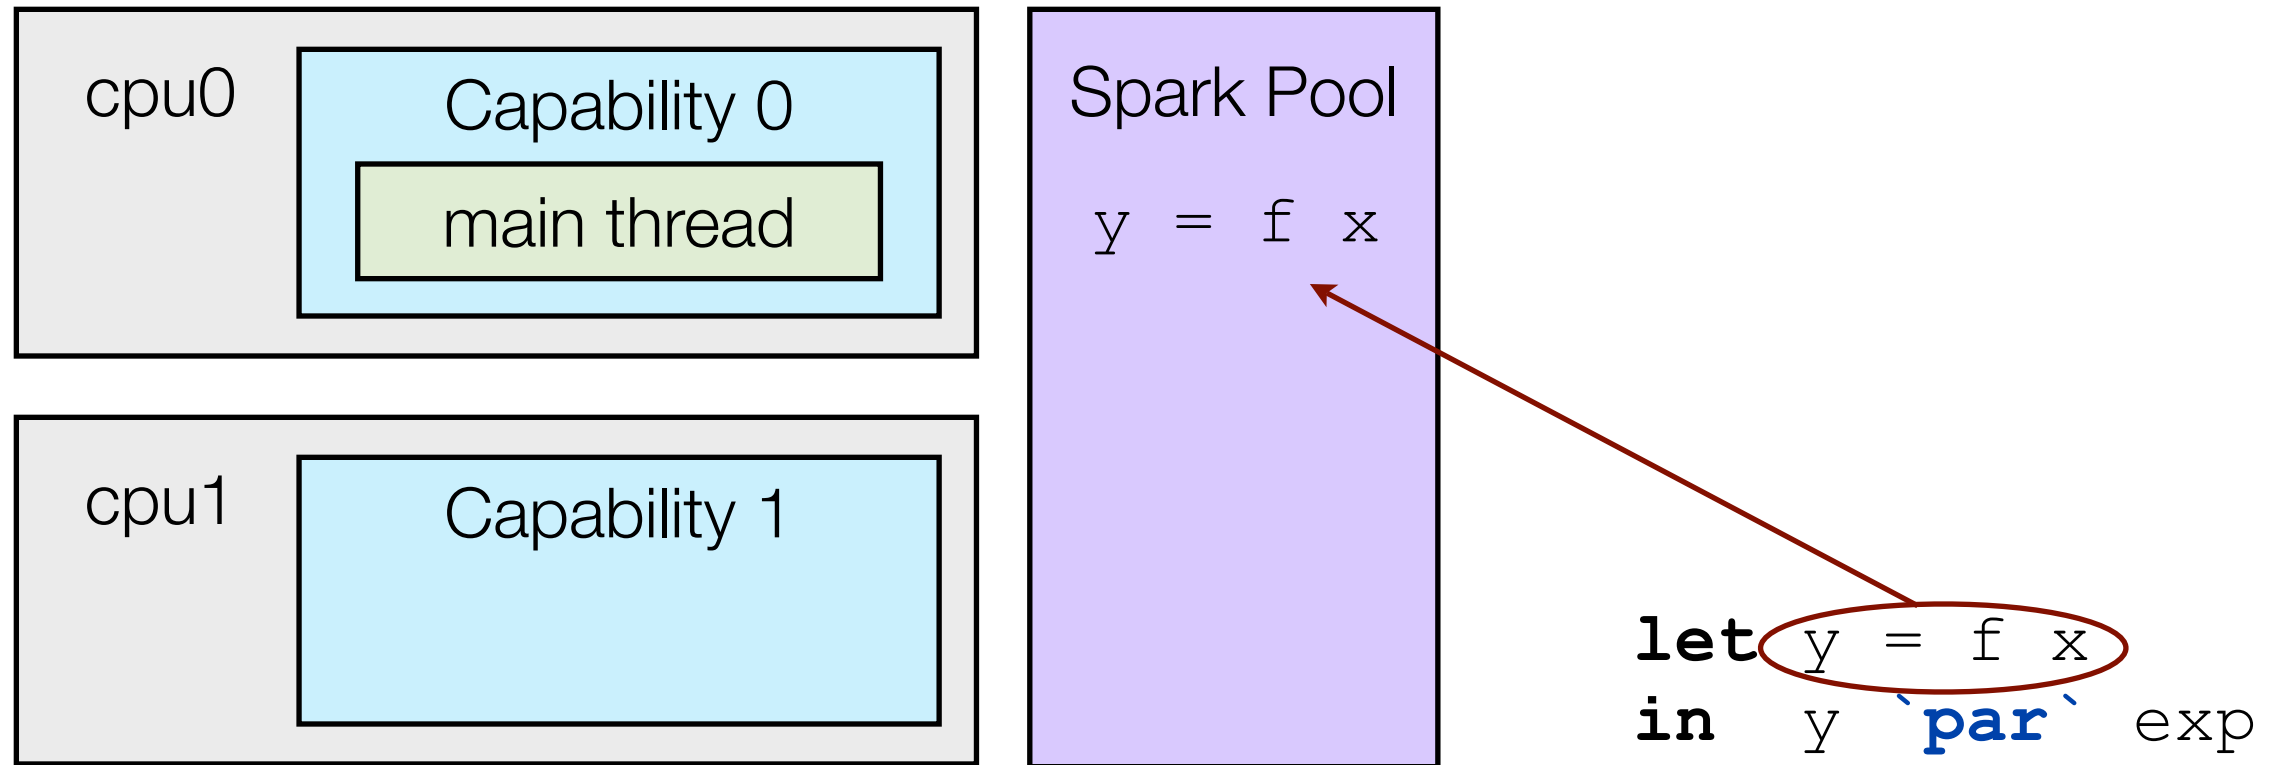 cpu0
Capability 0
main thread
cpu1
Capability 1
Spark Pool
y = f x
let y = f x
in y `par` exp